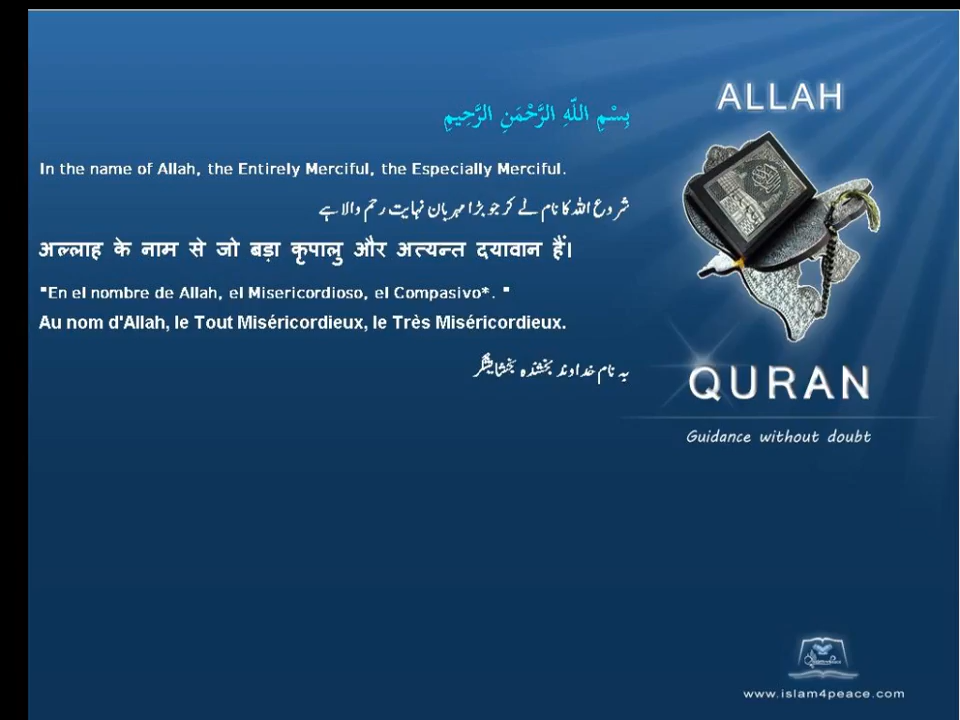 بِسْمِ اللَّهِ الرَّحْمَنِ الرَّحِيمِ
In the name of Allah, the Entirely Merciful, the Especially Merciful.
شروع الله کا نام لے کر جو بڑا مہربان نہایت رحم والا ہے
अल्लाह के नाम से जो बड़ा कृपालु और अत्यन्त दयावान हैं।
"En el nombre de Allah, el Misericordioso, el Compasivo*. "
Au nom d'Allah, le Tout Miséricordieux, le Très Miséricordieux.
به نام خداوند بخشنده بخشایشگر
ALLAH
QURAN
Guidance without doubt
www.islam4peace.com